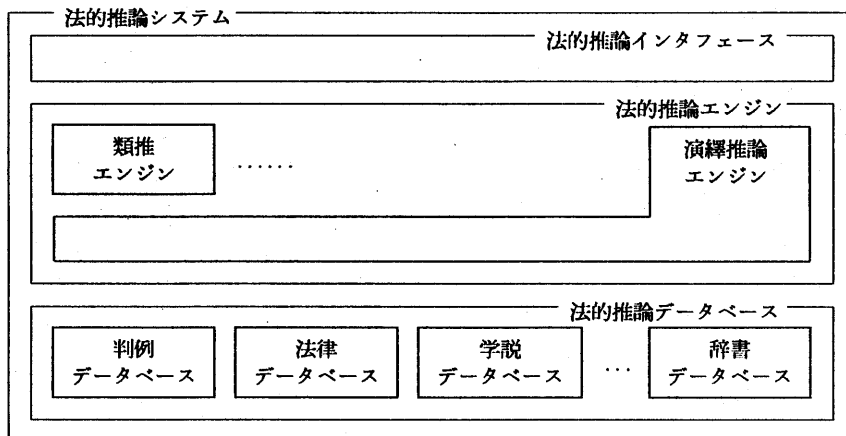 法的推論システム
法的推論インタフェース
法的推論エンジン
類推
エンジン
......
演繹推論
エンジン
法的推論データベース
判例
データベース
法律
データベース
学説
データベース
...
辞書
データベース